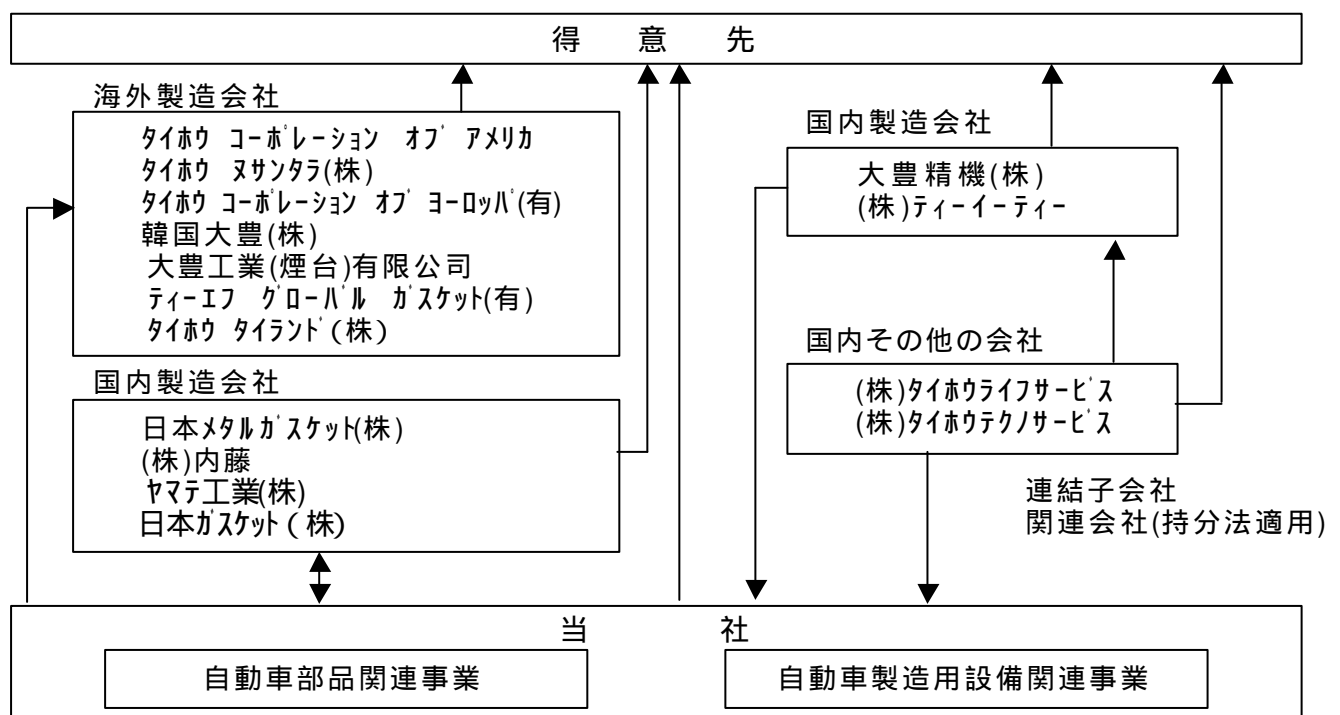 得意先
海外製造会社
タイホウ コーポレーション オブ アメリカ
タイホウ ヌサンタラ(株)
タイホウ コーポレーション オブ ヨーロッパ(有)
韓国大豊(株)
大豊工業(煙台)有限公司
ティーエフ グローバル ガスケット(有)
タイホウ タイランド(株)
国内製造会社
日本メタルガスケット(株)
(株)内藤
ヤマテ工業(株)
日本ガスケット(株)
国内製造会社
大豊精機(株)
(株)ティーイーティー
国内その他の会社
(株)タイホウライフサービス
(株)タイホウテクノサービス
連結子会社
関連会社(持分法適用)
当社
自動車部品関連事業
自動車製造用設備関連事業